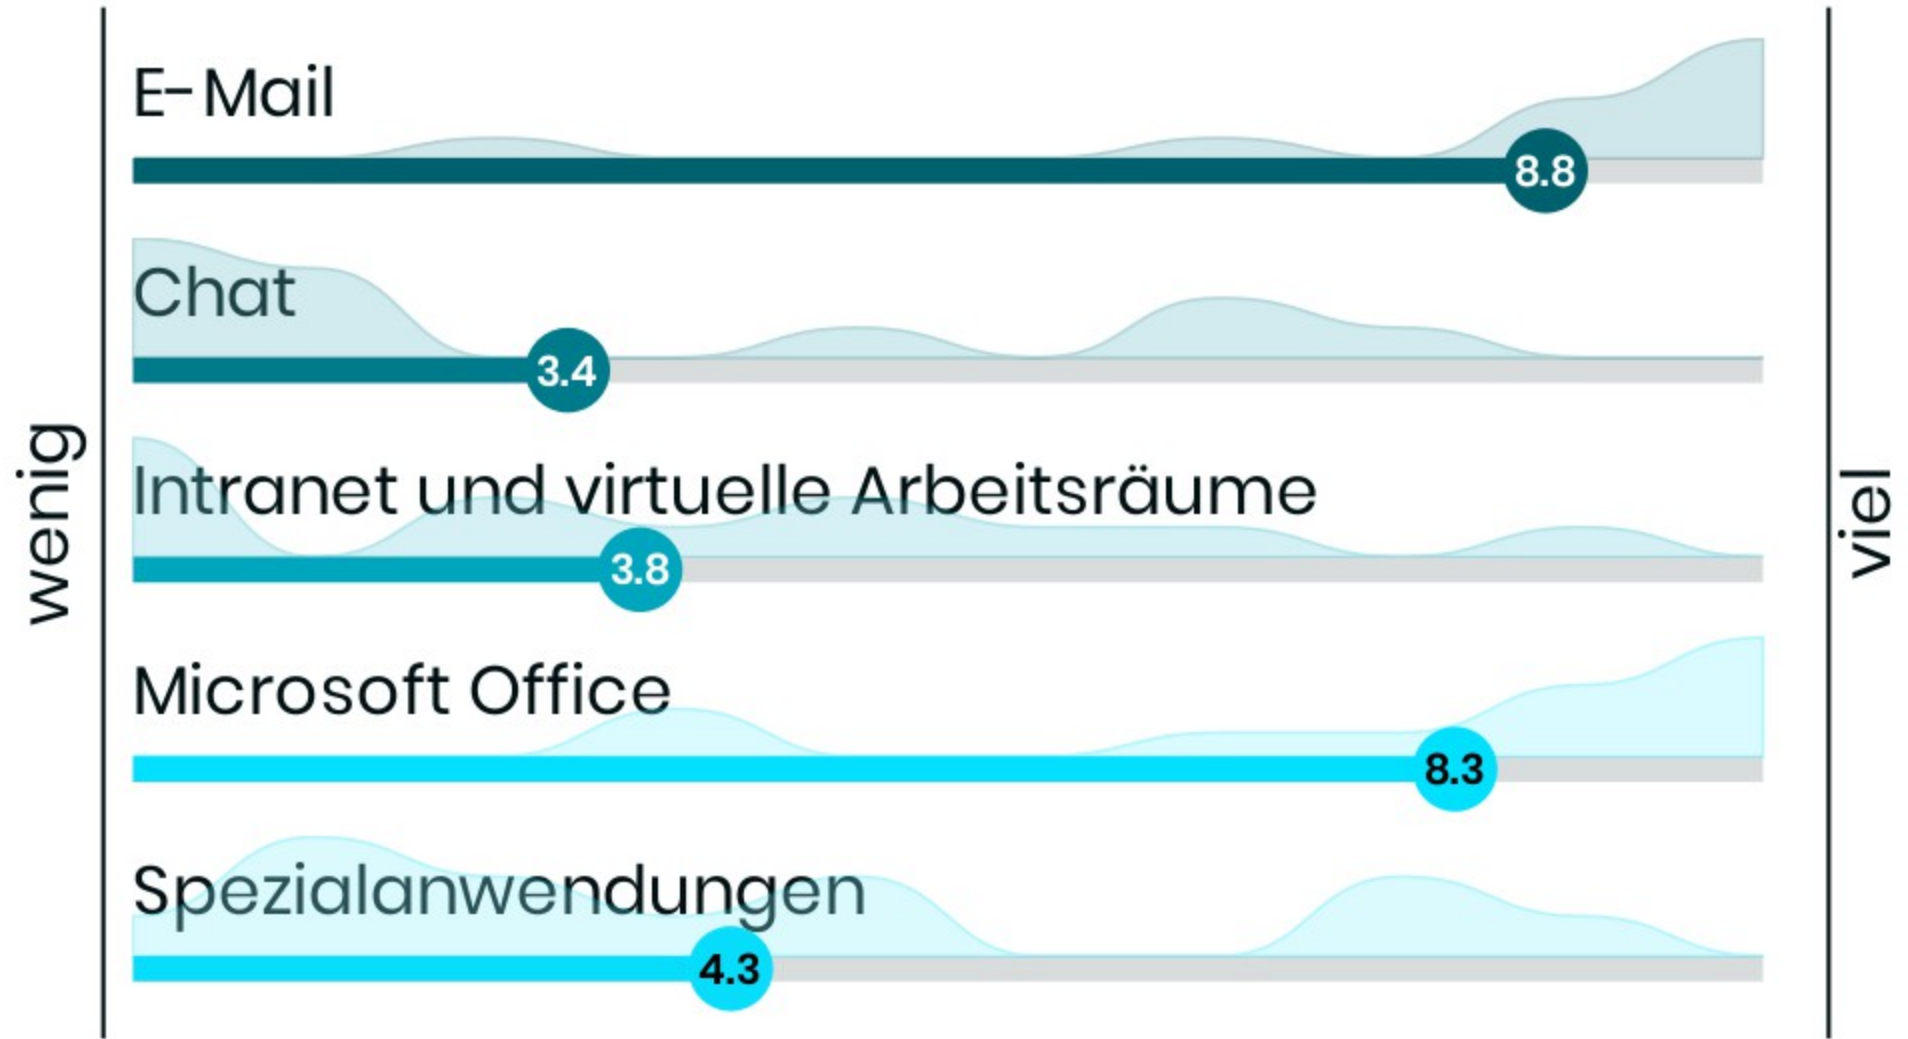 wenig
E-Mail
8.8
Chat
3.4
Intranet und virtuelle Arbeitsräume
3.8
Microsoft Office
8.3
Spezialanwendungen
4.3
viel